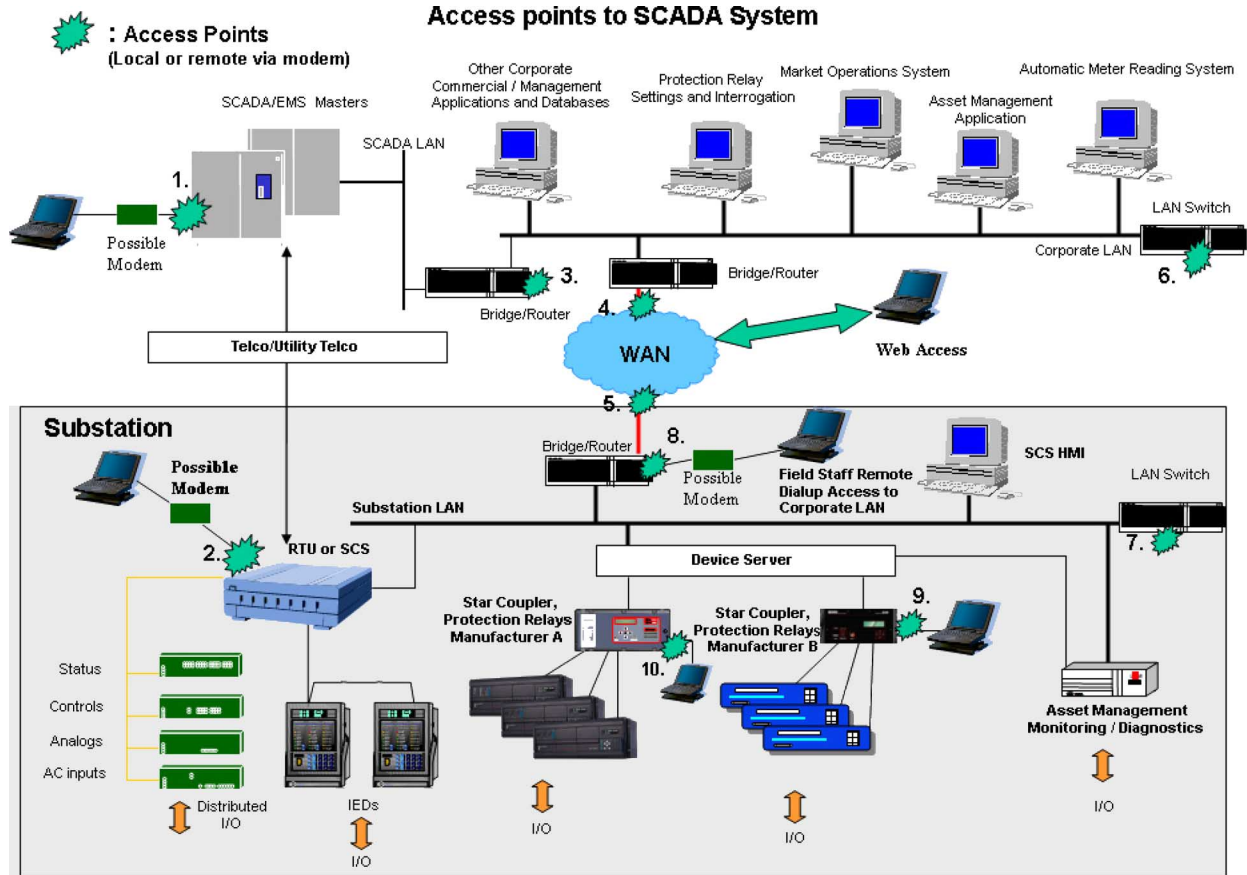 Access points to SCADA System
: Access Points
(Local or remote via modem)
SCADA/EMS Masters
SCADA LAN
Other Corporate
Commercial / Management
Applications and Databases
Protection Relay
Settings and Interrogation
Market Operations System
Asset Management
Application
Automatic Meter Reading System
LAN Switch
1.
Possible
Modem
Corporate LAN
6.
3.
Bridge/Router
Bridge/Router
4.
WAN
Web Access
Telco/Utility Telco
5.
Substation
Possible
Modem
Bridge/Router
8.
Possible
Modem
Field Staff Remote
Dialup Access to
Corporate LAN
SCS HMI
LAN Switch
Substation LAN
2.
RTU or SCS
7.
Device Server
Star Coupler,
Protection Relays
Manufacturer A
10.
Star Coupler,
Protection Relays
Manufacturer B
9.
Status
Controls
Analogs
AC inputs
Distributed
I/O
IEDs
I/O
I/O
I/O
Asset Management
Monitoring / Diagnostics
I/O